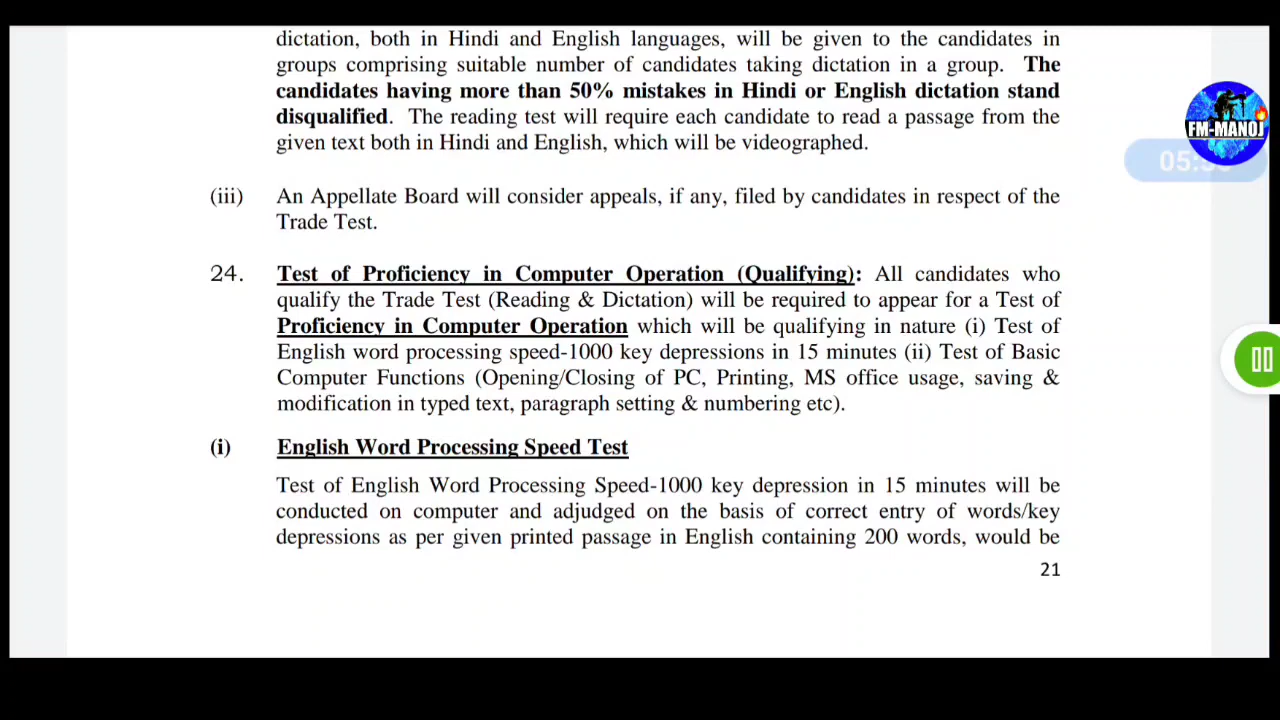 dictation, both in Hindi and English languages, will be given to the candidates in
groups comprising suitable number of candidates taking dictation in a group. The
candidates having more than 50% mistakes in Hindi or English dictation stand
disqualified. The reading test will require each candidate to read a passage from the
given text both in Hindi and English, which will be videographed.
FM-MANOJ
(iii) An Appellate Board will consider appeals, if any, filed by candidates in respect of the
Trade Test.
24. Test of Proficiency in Computer Operation (Qualifying): All candidates who
qualify the Trade Test (Reading & Dictation) will be required to appear for a Test of
Proficiency in Computer Operation which will be qualifying in nature (i) Test of
English word processing speed-1000 key depressions in 15 minutes (ii) Test of Basic
Computer Functions (Opening/Closing of PC, Printing, MS office usage, saving &
modification in typed text, paragraph setting & numbering etc).
(i) English Word Processing Speed Test
Test of English Word Processing Speed-1000 key depression in 15 minutes will be
conducted on computer and adjudged on the basis of correct entry of words/key
depressions as per given printed passage in English containing 200 words, would be
21